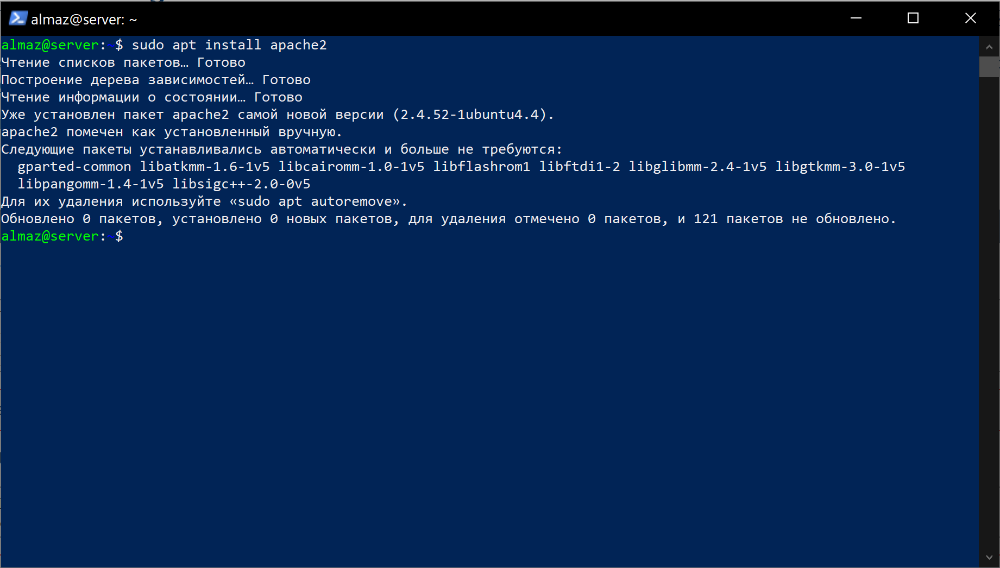 almaz@server: ~
almaz@server:~$ sudo apt install apache2
Чтение списков пакетов… Готово
Построение дерева зависимостей… Готово
Чтение информации о состоянии… Готово
Уже установлен пакет apache2 самой новой версии (2.4.52-1ubuntu4.4).
apache2 помечен как установленный вручную.
Следующие пакеты устанавливались автоматически и больше не требуются:
  gparted-common libatkmm-1.6-1v5 libcairomm-1.0-1v5 libflashrom1 libftdi1-2 libglibmm-2.4-1v5 libgtkmm-3.0-1v5
  libpangomm-1.4-1v5 libsigc++-2.0-0v5
Для их удаления используйте «sudo apt autoremove».
Обновлено 0 пакетов, установлено 0 новых пакетов, для удаления отмечено 0 пакетов, и 121 пакетов не обновлено.
almaz@server:~$